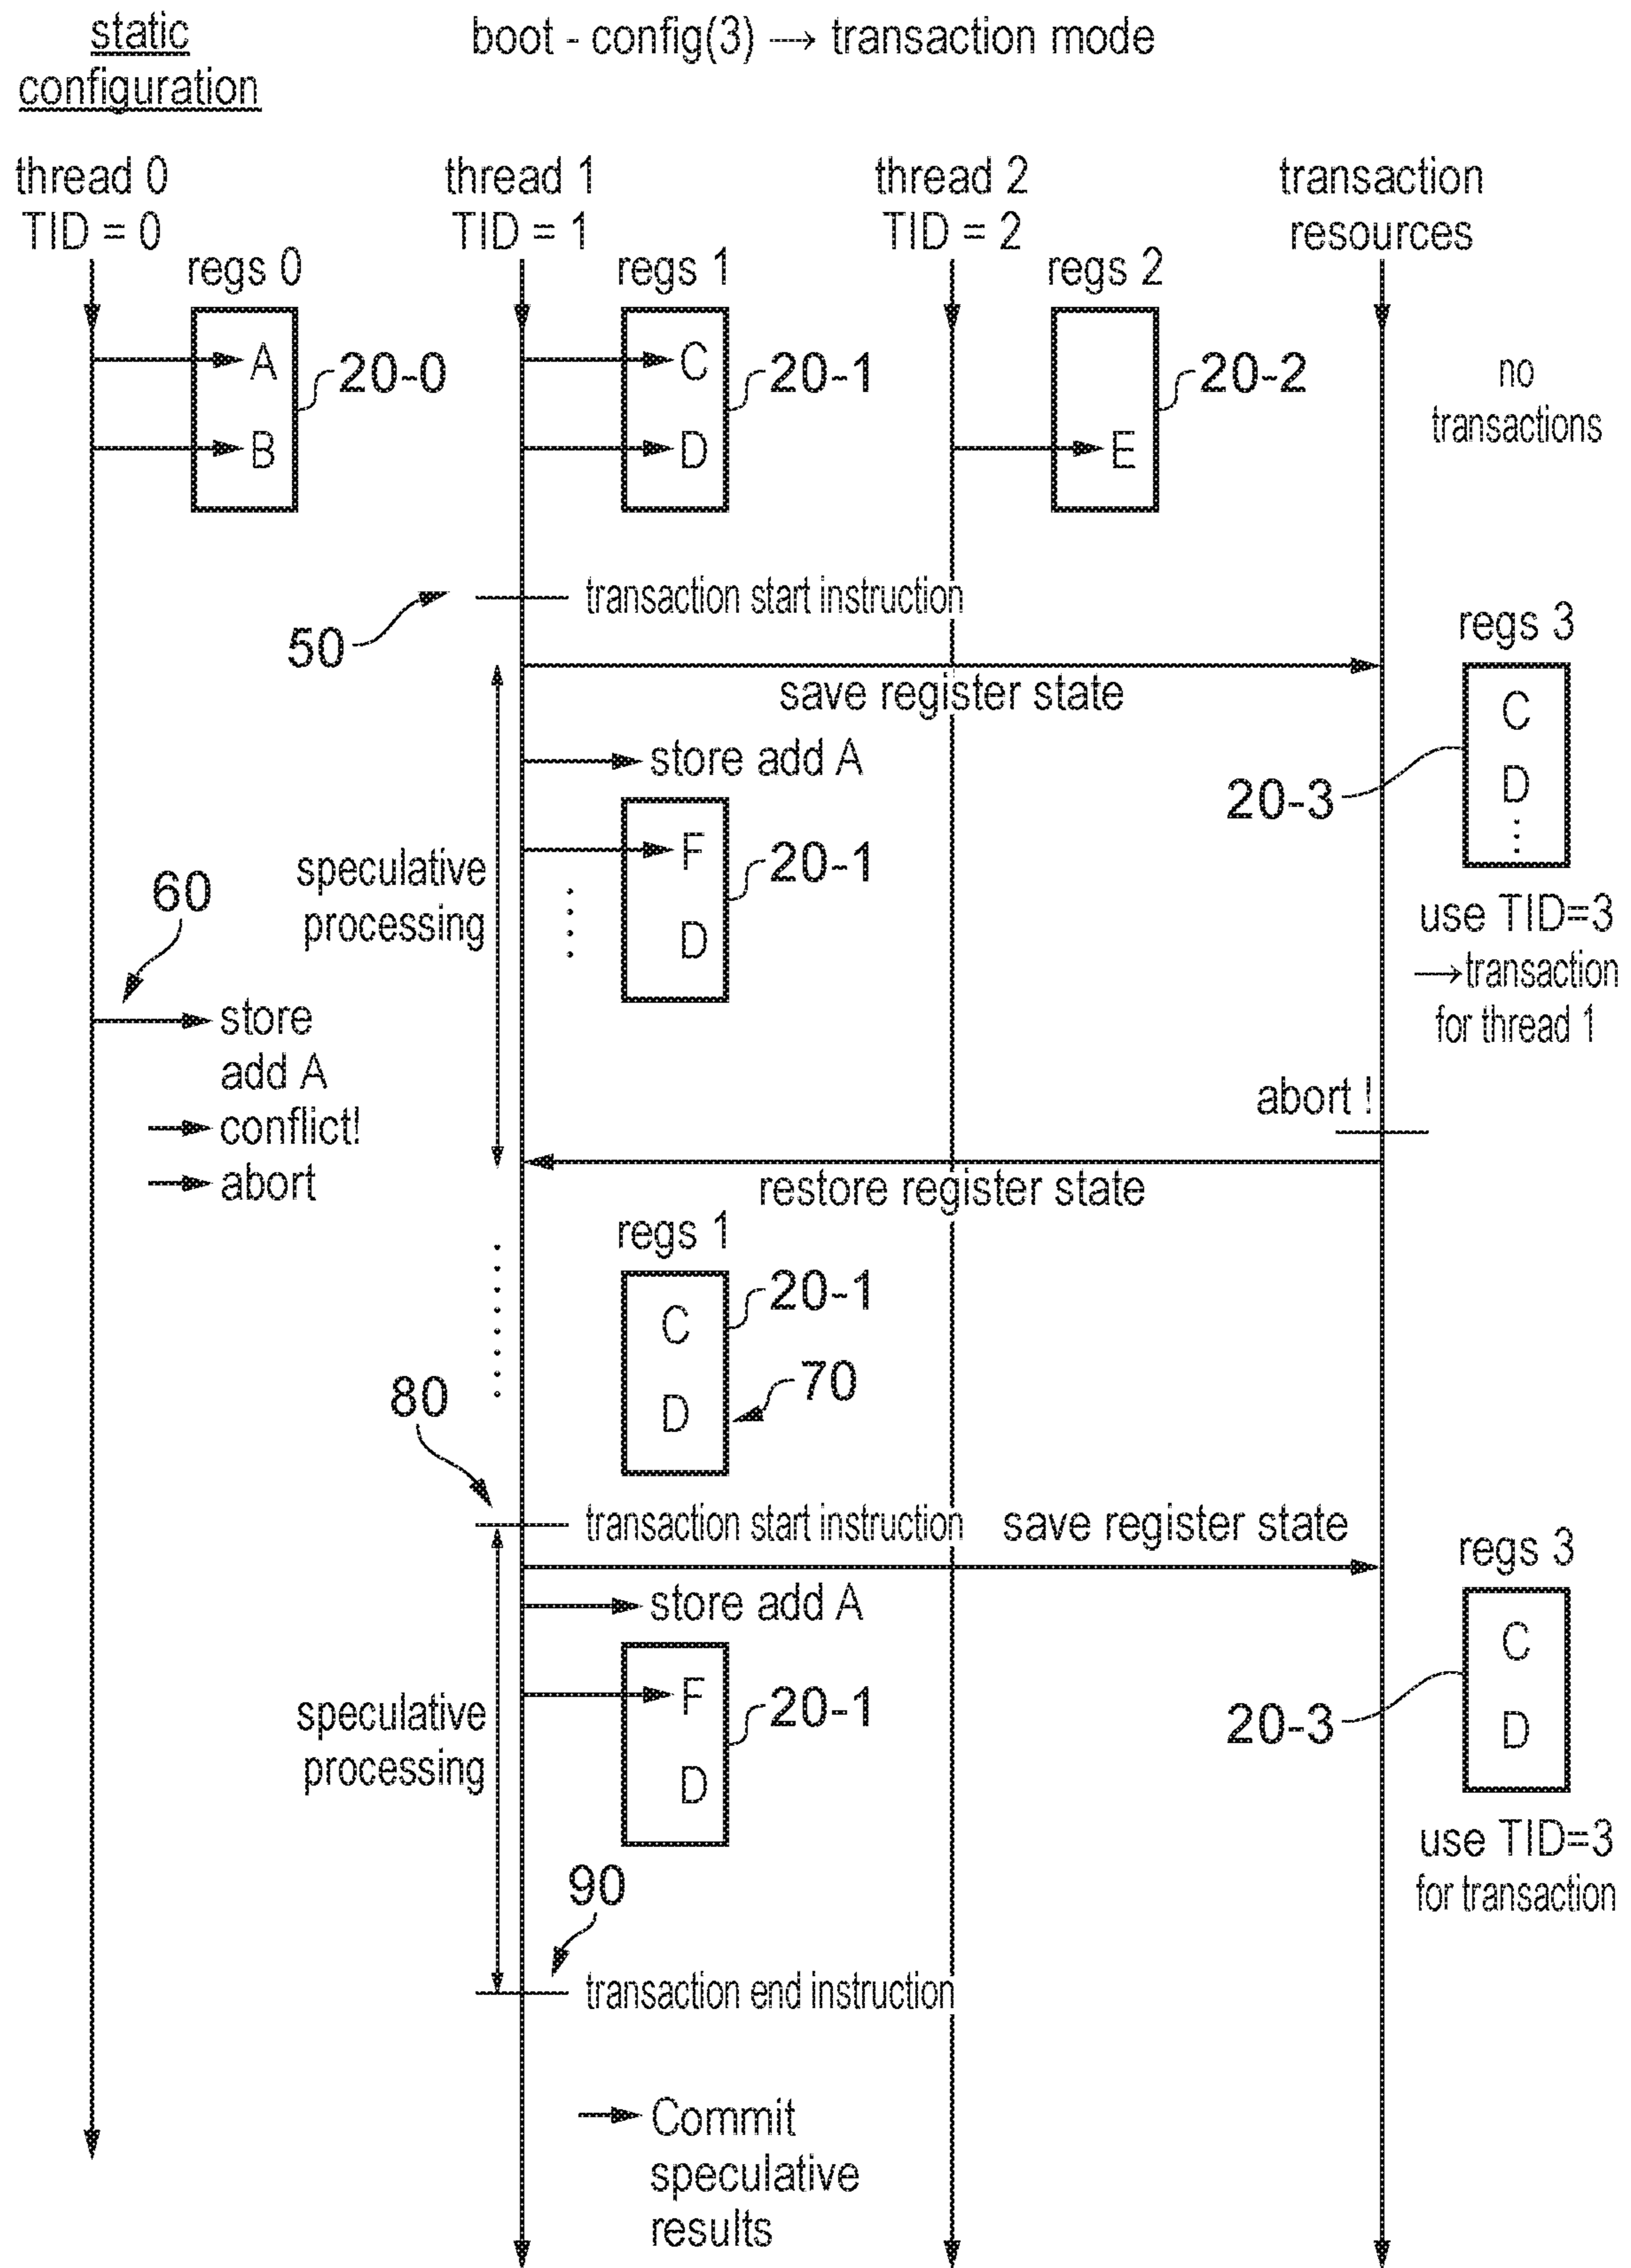 static
configuration
boot - config(3) → transaction mode
thread 0
TID = 0
thread 1
TID = 1
thread 2
TID = 2
transaction
resources
regs 0
regs 1
regs 2
A
B
20-0
C
D
20-1
E
20-2
no
transactions
50
transaction start instruction
save register state
regs 3
C
D
20-3
store add A
F
D
20-1
speculative
processing
use TID=3
→transaction
for thread 1
60
store
add A
conflict!
abort
abort !
restore register state
regs 1
C
D
20-1
70
80
transaction start instruction
save register state
regs 3
C
D
20-3
store add A
F
D
20-1
speculative
processing
use TID=3
for transaction
90
transaction end instruction
Commit
speculative
results